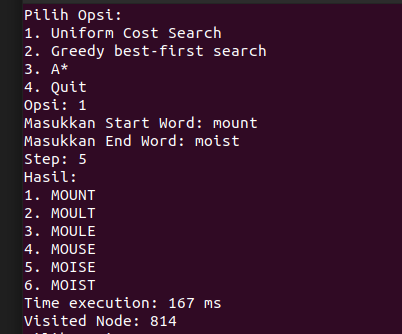 Pilih Opsi:
1. Uniform Cost Search
2. Greedy best-first search
3. A*
4. Quit
Opsi: 1
Masukkan Start Word: mount
Masukkan End Word: moist
Step: 5
Hasil:
1. MOUNT
2. MOULT
3. MOULE
4. MOUSE
5. MOISE
6. MOIST
Time execution: 167 ms
Visited Node: 814